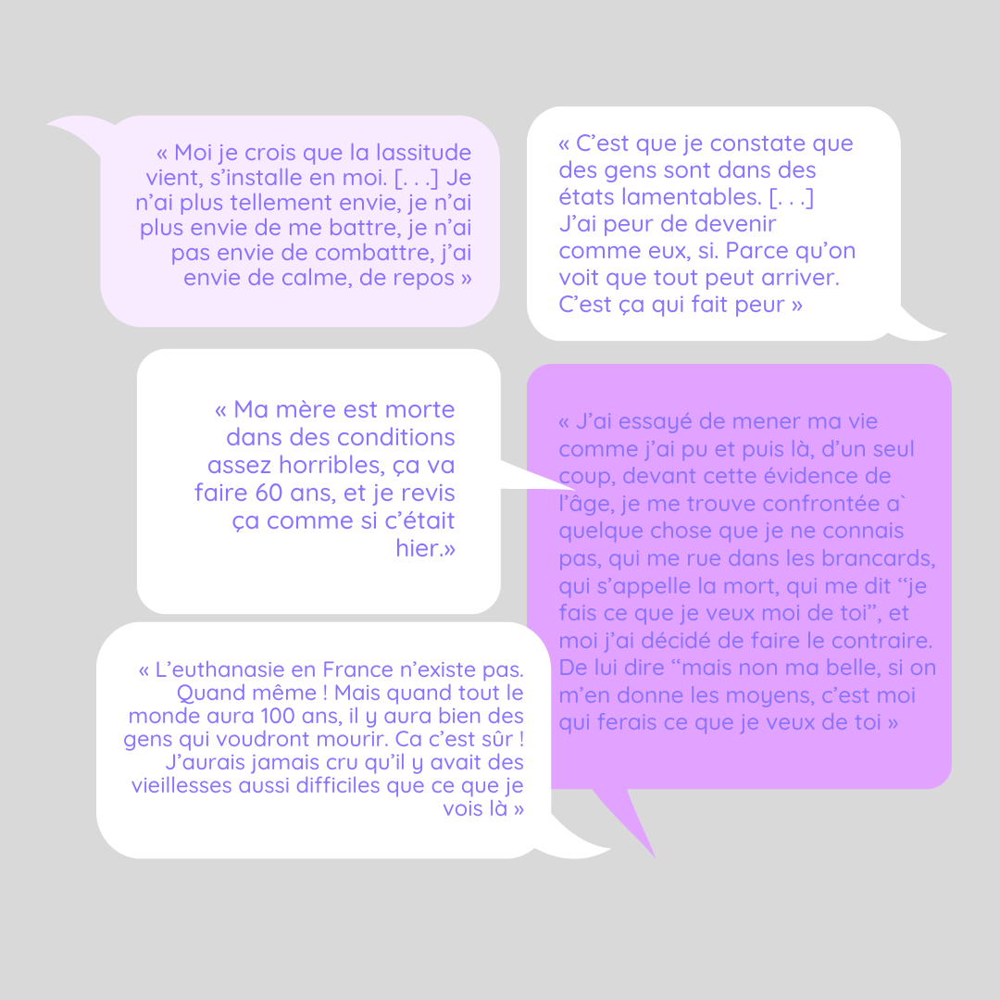 « Moi je crois que la lassitude
vient, s’installe en moi. [. . .] Je
n’ai plus tellement envie, je n’ai
plus envie de me battre, je n’ai
pas envie de combattre, j’ai
envie de calme, de repos »
« C’est que je constate que
des gens sont dans des
états lamentables. [. . .]
J’ai peur de devenir
comme eux, si. Parce qu’on
voit que tout peut arriver.
C’est ça qui fait peur »
« Ma mère est morte
dans des conditions
assez horribles, ça va
faire 60 ans, et je revis
ça comme si c’était
hier.»
« J’ai essayé de mener ma vie
comme j’ai pu et puis là, d’un seul
coup, devant cette évidence de
l’âge, je me trouve confrontée a`
quelque chose que je ne connais
pas, qui me rue dans les brancards,
qui s’appelle la mort, qui me dit “je
fais ce que je veux moi de toi”, et
moi j’ai décidé de faire le contraire.
De lui dire “mais non ma belle, si on
m’en donne les moyens, c’est moi
qui ferais ce que je veux de toi »
« L’euthanasie en France n’existe pas.
Quand même ! Mais quand tout le
monde aura 100 ans, il y aura bien des
gens qui voudront mourir. Ca c’est sûr !
J’aurais jamais cru qu’il y avait des
vieillesses aussi difficiles que ce que je
vois là »